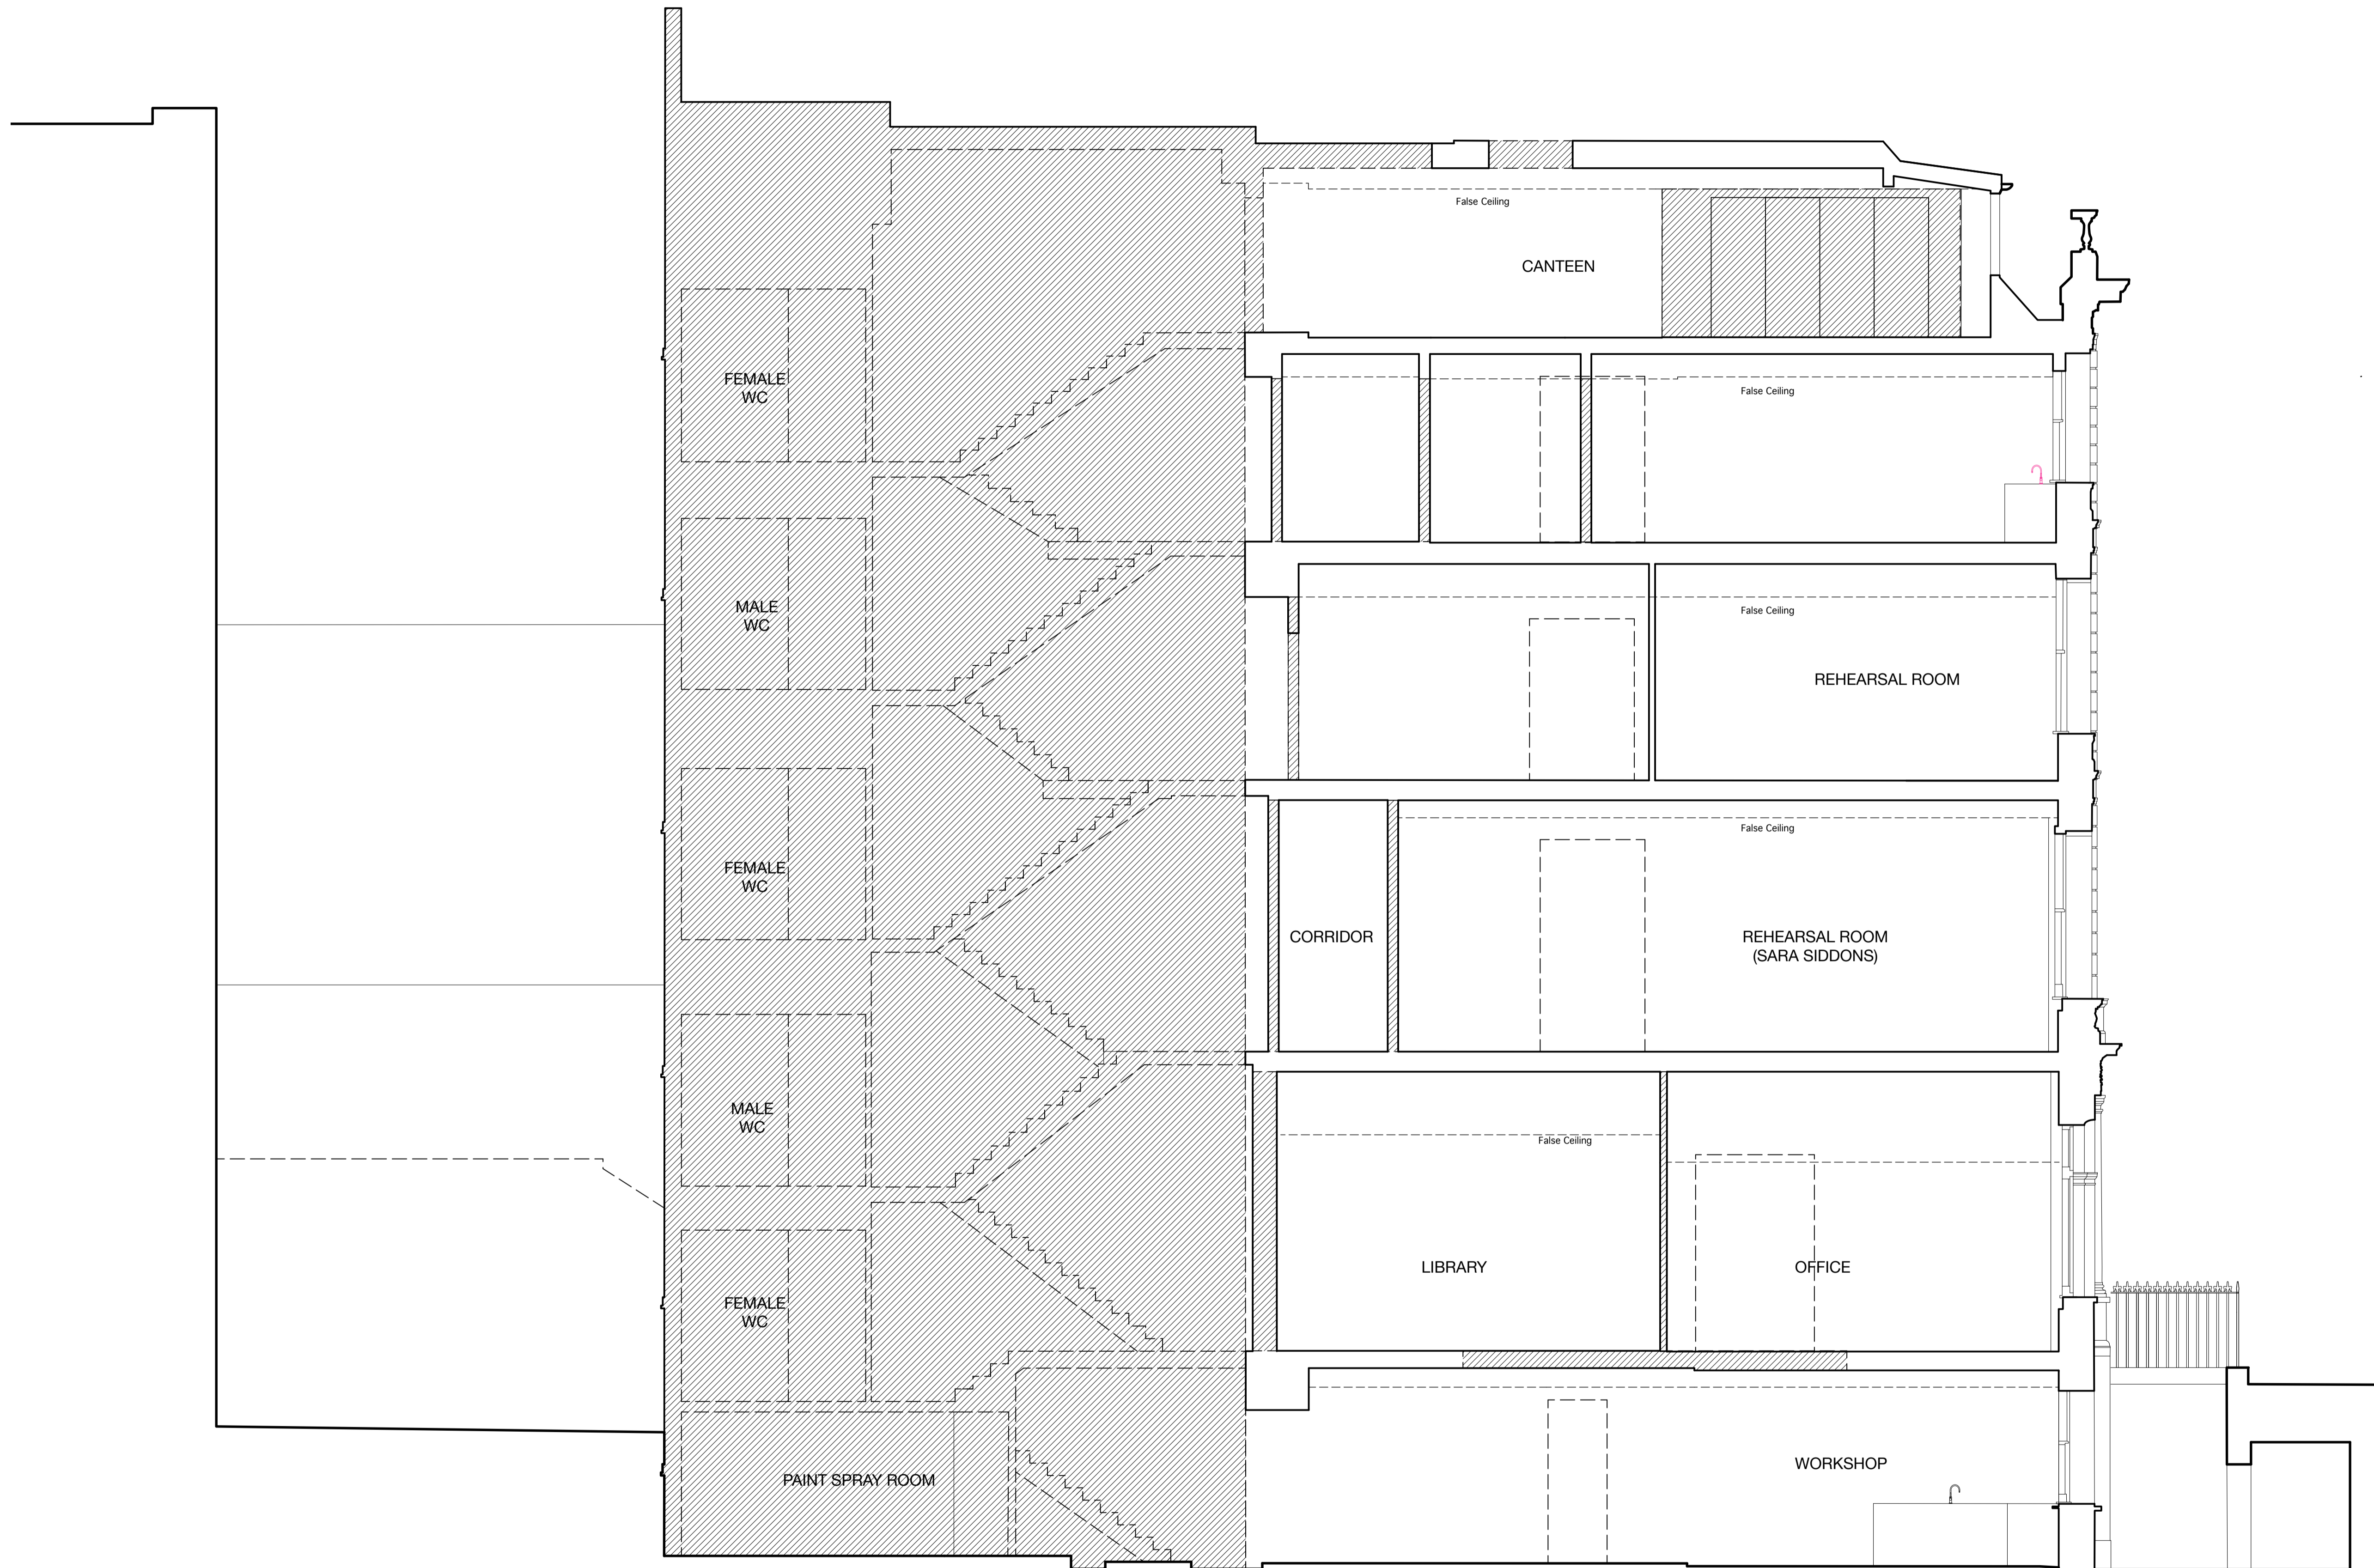 False Ceiling
CANTEEN
FEMALE
WC
False Ceiling
MALE
WC
False Ceiling
REHEARSAL ROOM
False Ceiling
FEMALE
WC
CORRIDOR
REHEARSAL ROOM
(SARA SIDDONS)
MALE
WC
False Ceiling
LIBRARY
OFFICE
FEMALE
WC
PAINT SPRAY ROOM
WORKSHOP